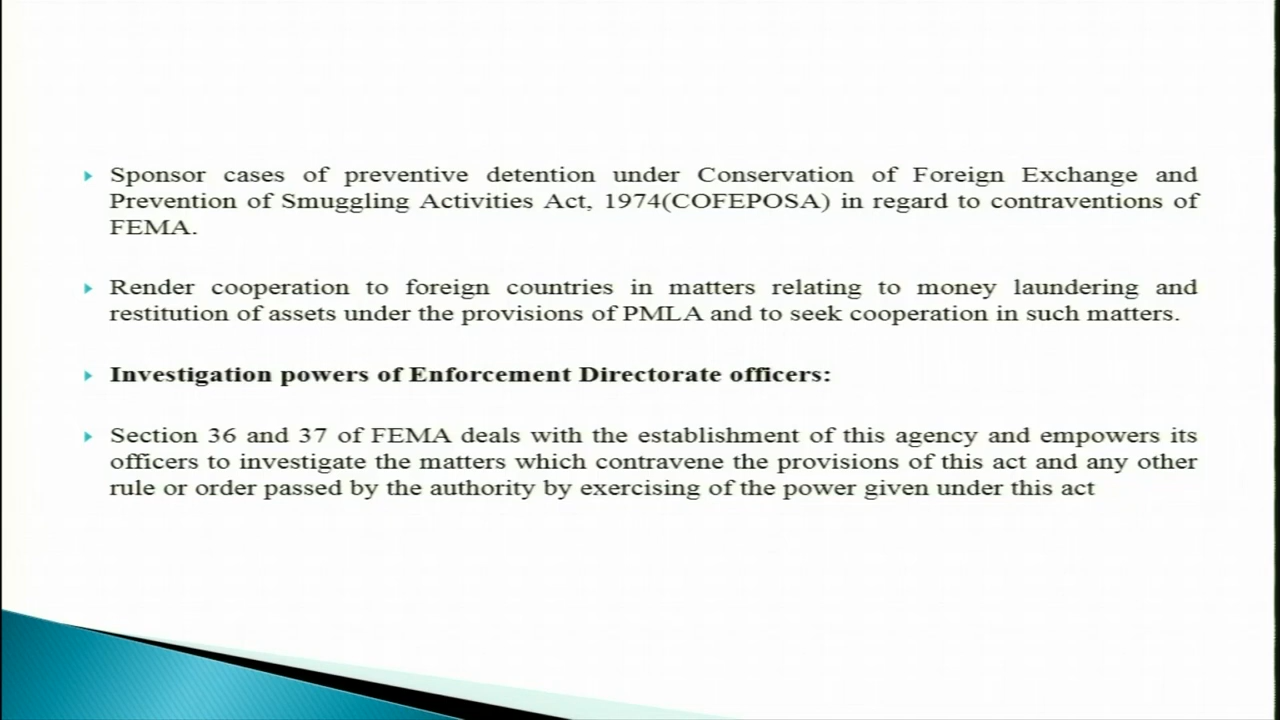 Sponsor cases of preventive detention under Conservation of Foreign Exchange and
Prevention of Smuggling Activities Act, 1974(COFEPOSA) in regard to contraventions of
FEMA.
Render cooperation to foreign countries in matters relating to money laundering and
restitution of assets under the provisions of PMLA and to seek cooperation in such matters.
Investigation powers of Enforcement Directorate officers:
Section 36 and 37 of FEMA deals with the establishment of this agency and empowers its
officers to investigate the matters which contravene the provisions of this act and any other
rule or order passed by the authority by exercising of the power given under this act